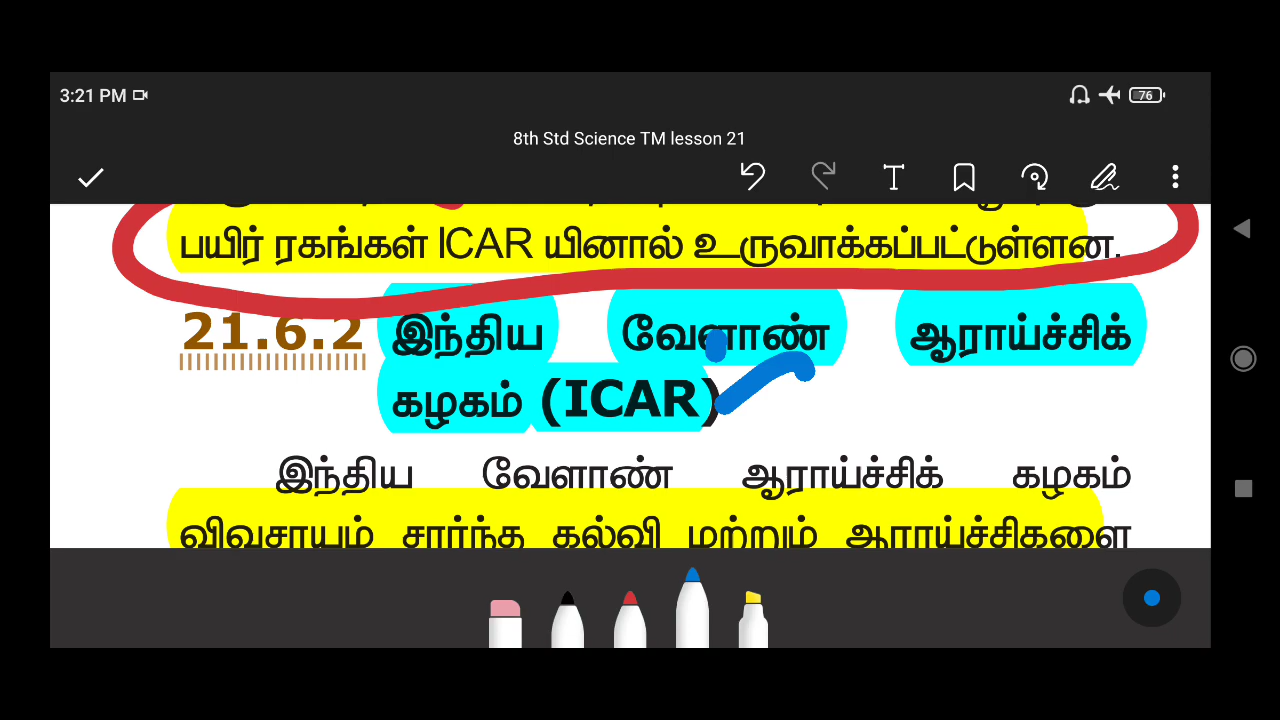 3:21 PM
76
8th Std Science TM lesson 21
பயிர் ரகங்கள் ICAR யினால் உருவாக்கப்பட்டுள்ளன.
21.6.2 இந்திய வேளாண் ஆராய்ச்சிக்
கழகம் (ICAR)
இந்திய வேளாண் ஆராய்ச்சிக் கழகம்
விவசாயம் சார்ந்த கல்வி மற்றும் ஆராய்ச்சிகளை